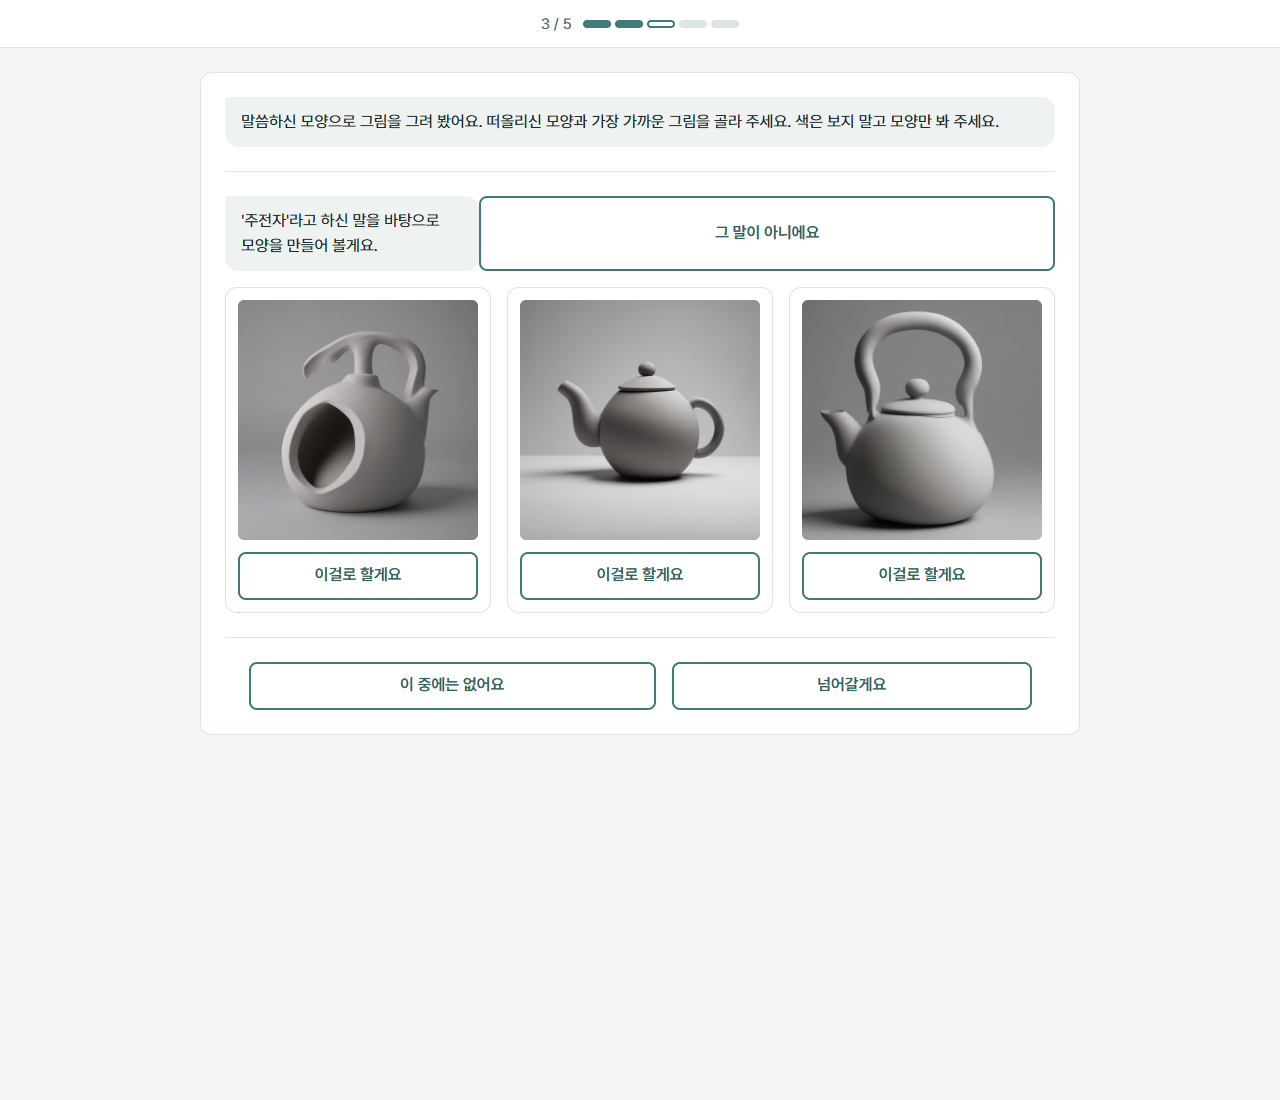 3 / 5
말씀하신 모양으로 그림을 그려 봤어요. 떠올리신 모양과 가장 가까운 그림을 골라 주세요. 색은 보지 말고 모양만 봐 주세요.
'주전자'라고 하신 말을 바탕으로
모양을 만들어 볼게요.
그 말이 아니에요
이걸로 할게요
이걸로 할게요
이걸로 할게요
이 중에는 없어요
넘어갈게요